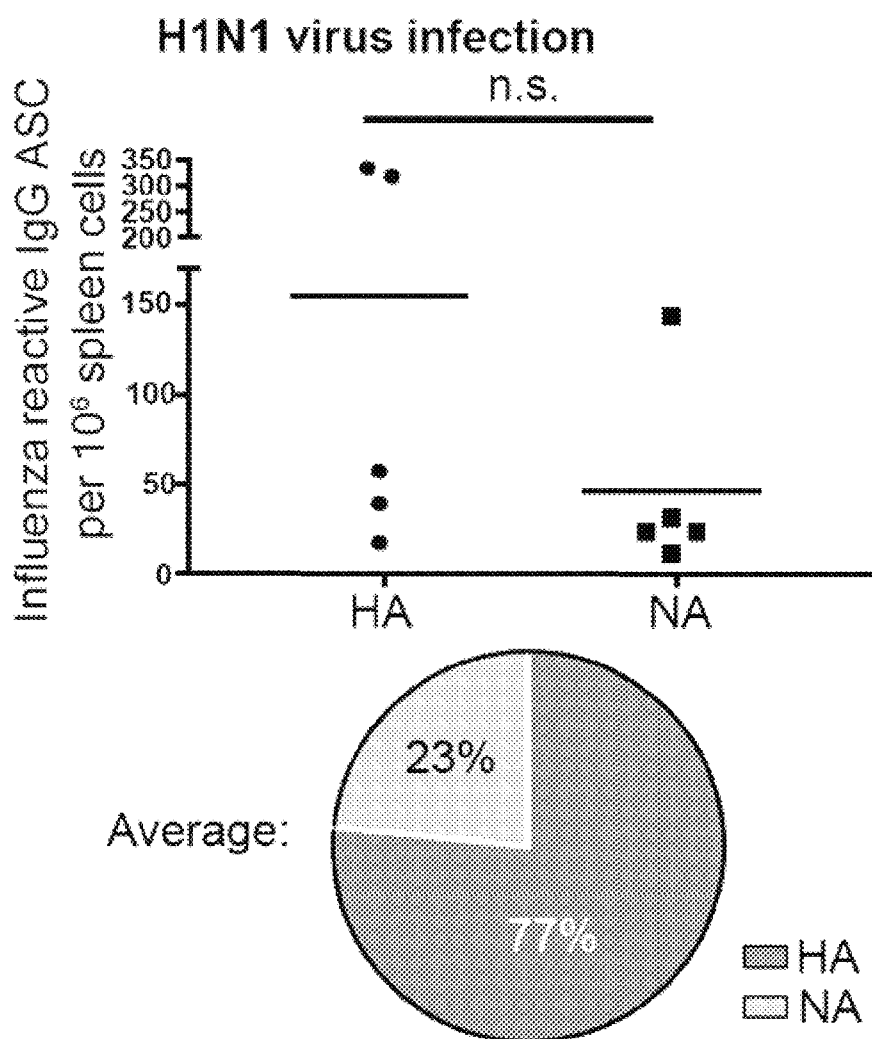 H1N1 virus infection
n.s.
Influenza reactive IgG ASC
per 10⁶ spleen cells
350
300
250
200
150
100
50
0
HA
NA
23%
Average:
77%
HA
NA